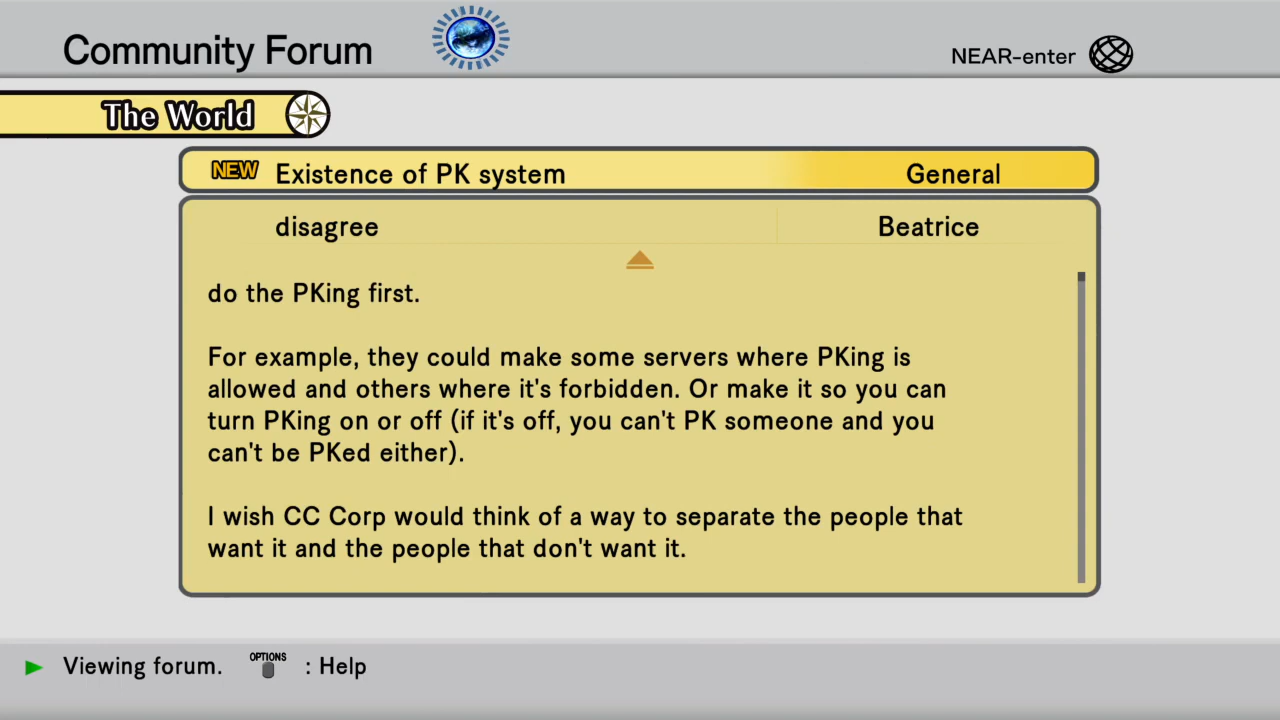 Community Forum
NEAR-enter
The World
NEW Existence of PK system General
disagree Beatrice
do the PKing first.
For example, they could make some servers where PKing is
allowed and others where it's forbidden. Or make it so you can
turn PKing on or off (if it's off, you can't PK someone and you
can't be PKed either).
I wish CC Corp would think of a way to separate the people that
want it and the people that don't want it.
Viewing forum. OPTIONS : Help